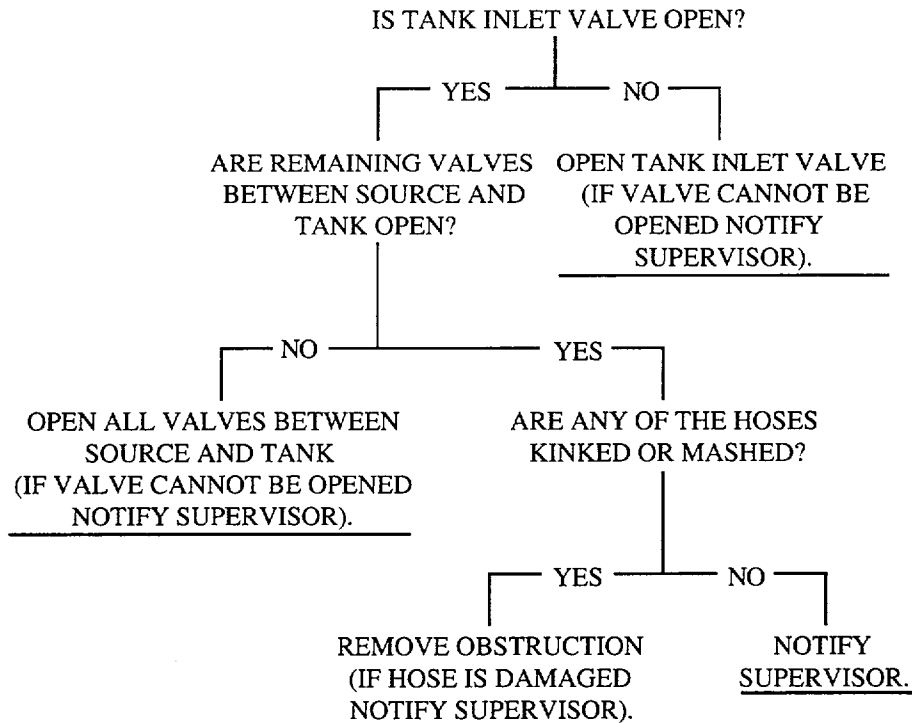 IS TANK INLET VALVE OPEN?
YES
NO
ARE REMAINING VALVES
BETWEEN SOURCE AND
TANK OPEN?
OPEN TANK INLET VALVE
(IF VALVE CANNOT BE
OPENED NOTIFY
SUPERVISOR).
NO
YES
OPEN ALL VALVES BETWEEN
SOURCE AND TANK
(IF VALVE CANNOT BE OPENED
NOTIFY SUPERVISOR).
ARE ANY OF THE HOSES
KINKED OR MASHED?
YES
NO
REMOVE OBSTRUCTION
(IF HOSE IS DAMAGED
NOTIFY SUPERVISOR).
NOTIFY
SUPERVISOR.